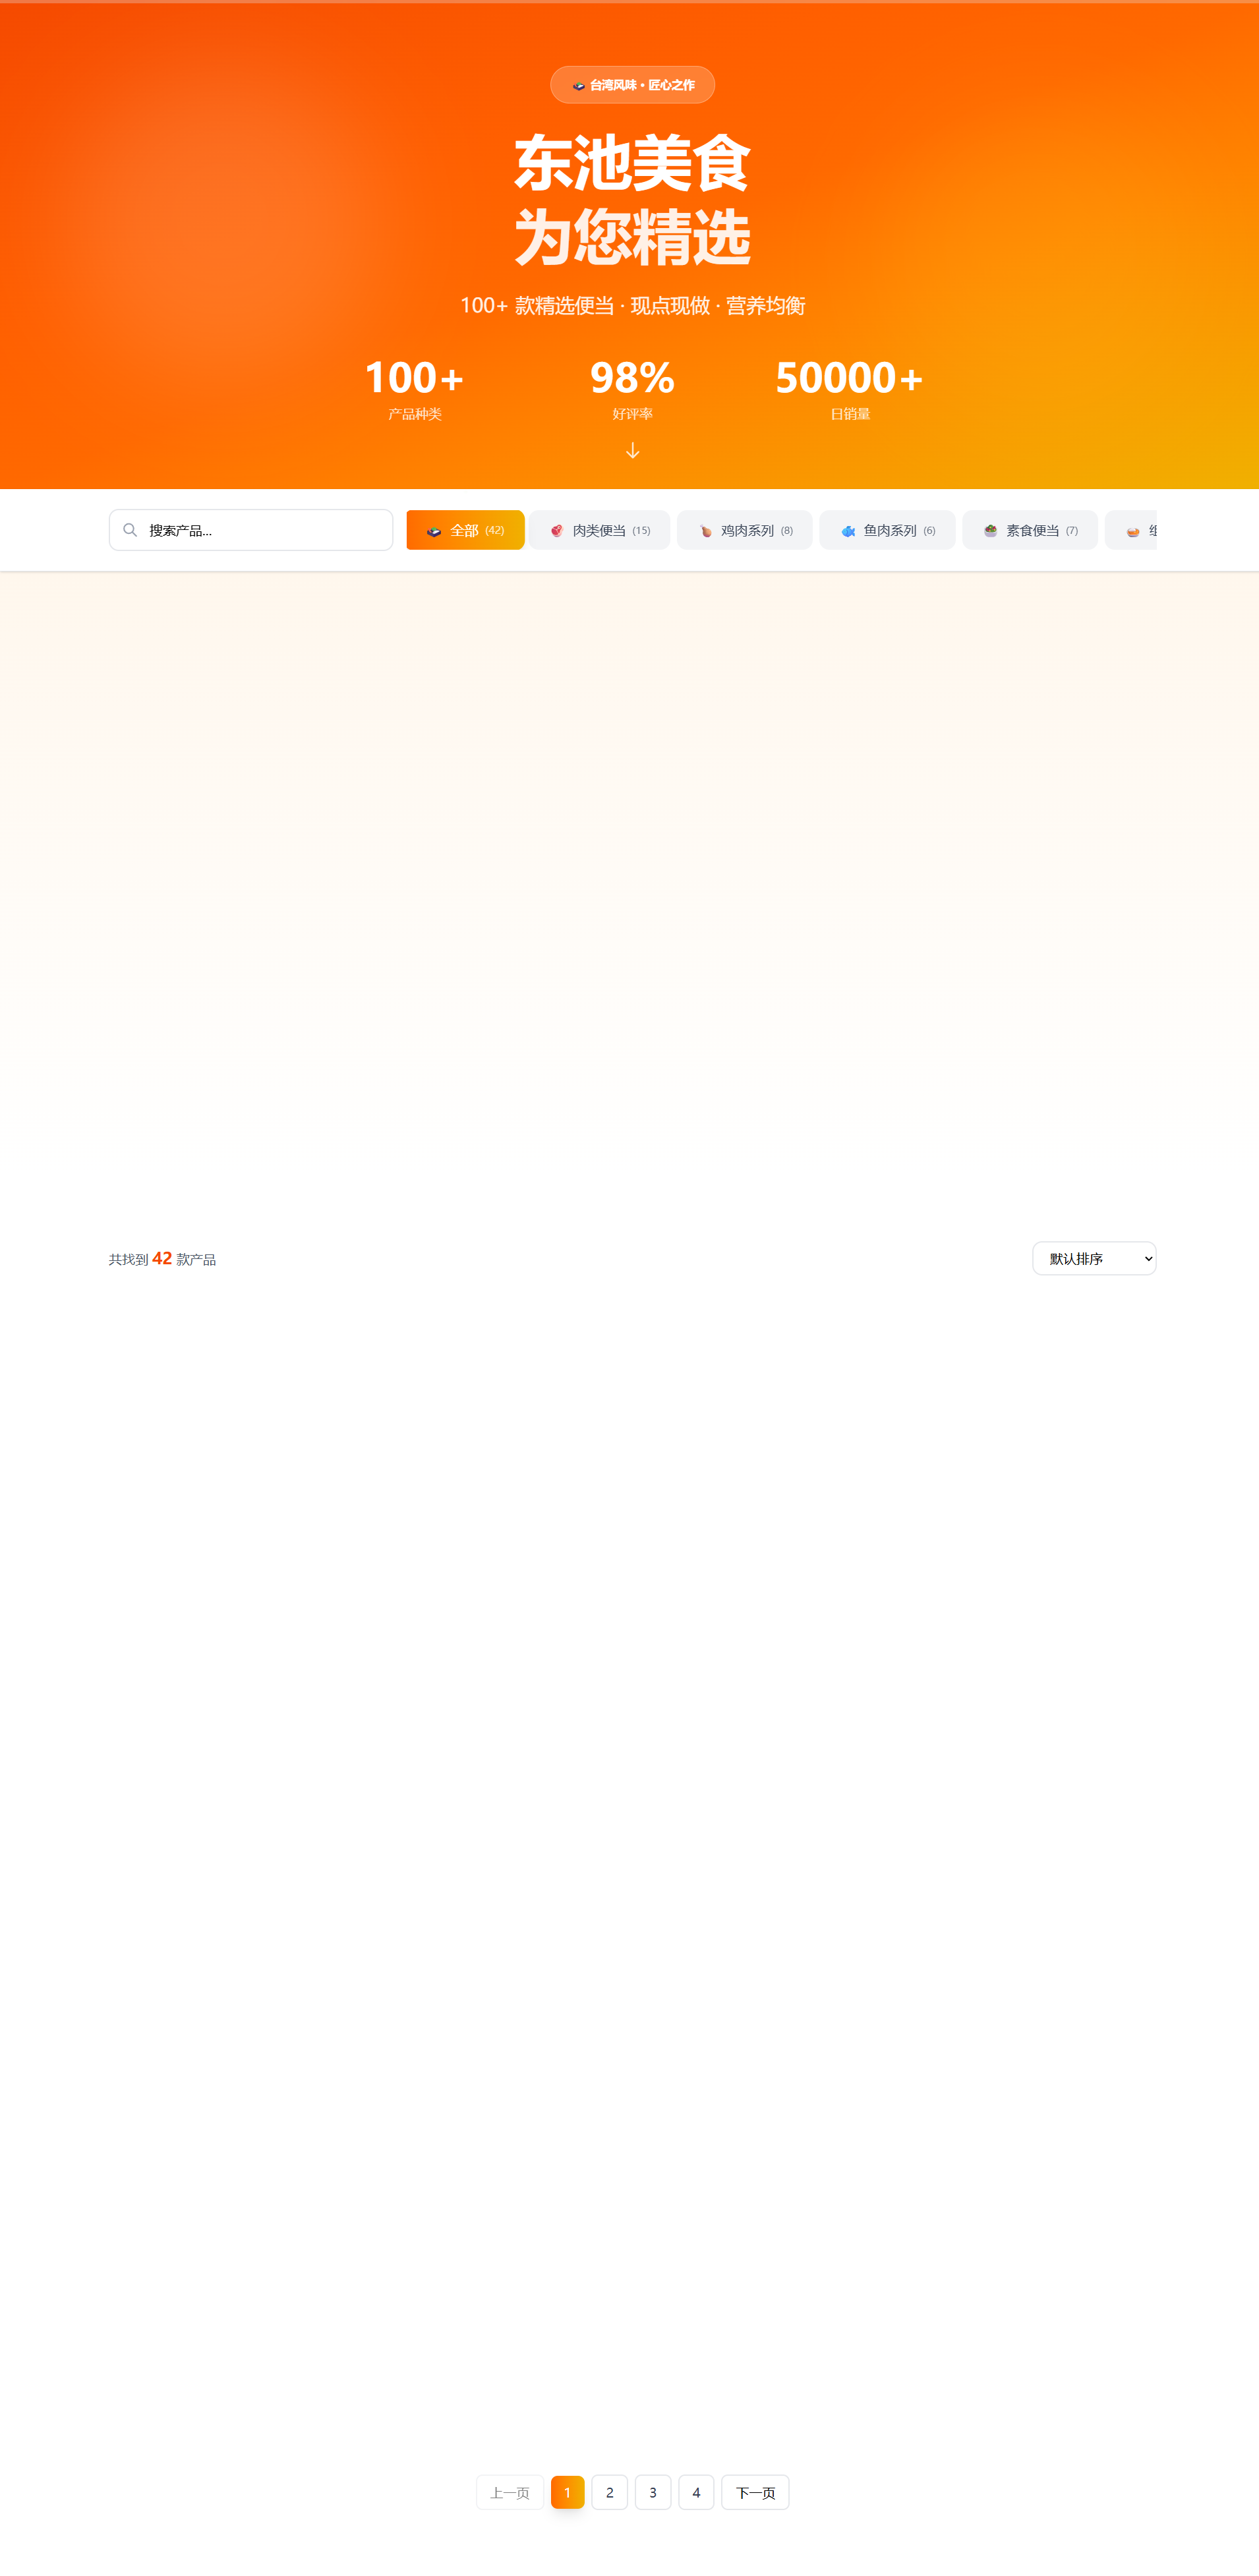 台湾风味 • 匠心之作
东池美食
为您精选
100+ 款精选便当 · 现点现做 · 营养均衡
100+
98%
50000+
产品种类
好评率
日销量
搜索产品...
全部 (42)
肉类便当 (15)
鸡肉系列 (8)
鱼肉系列 (6)
素食便当 (7)
共找到 42 款产品
默认排序
上一页
1
2
3
4
下一页